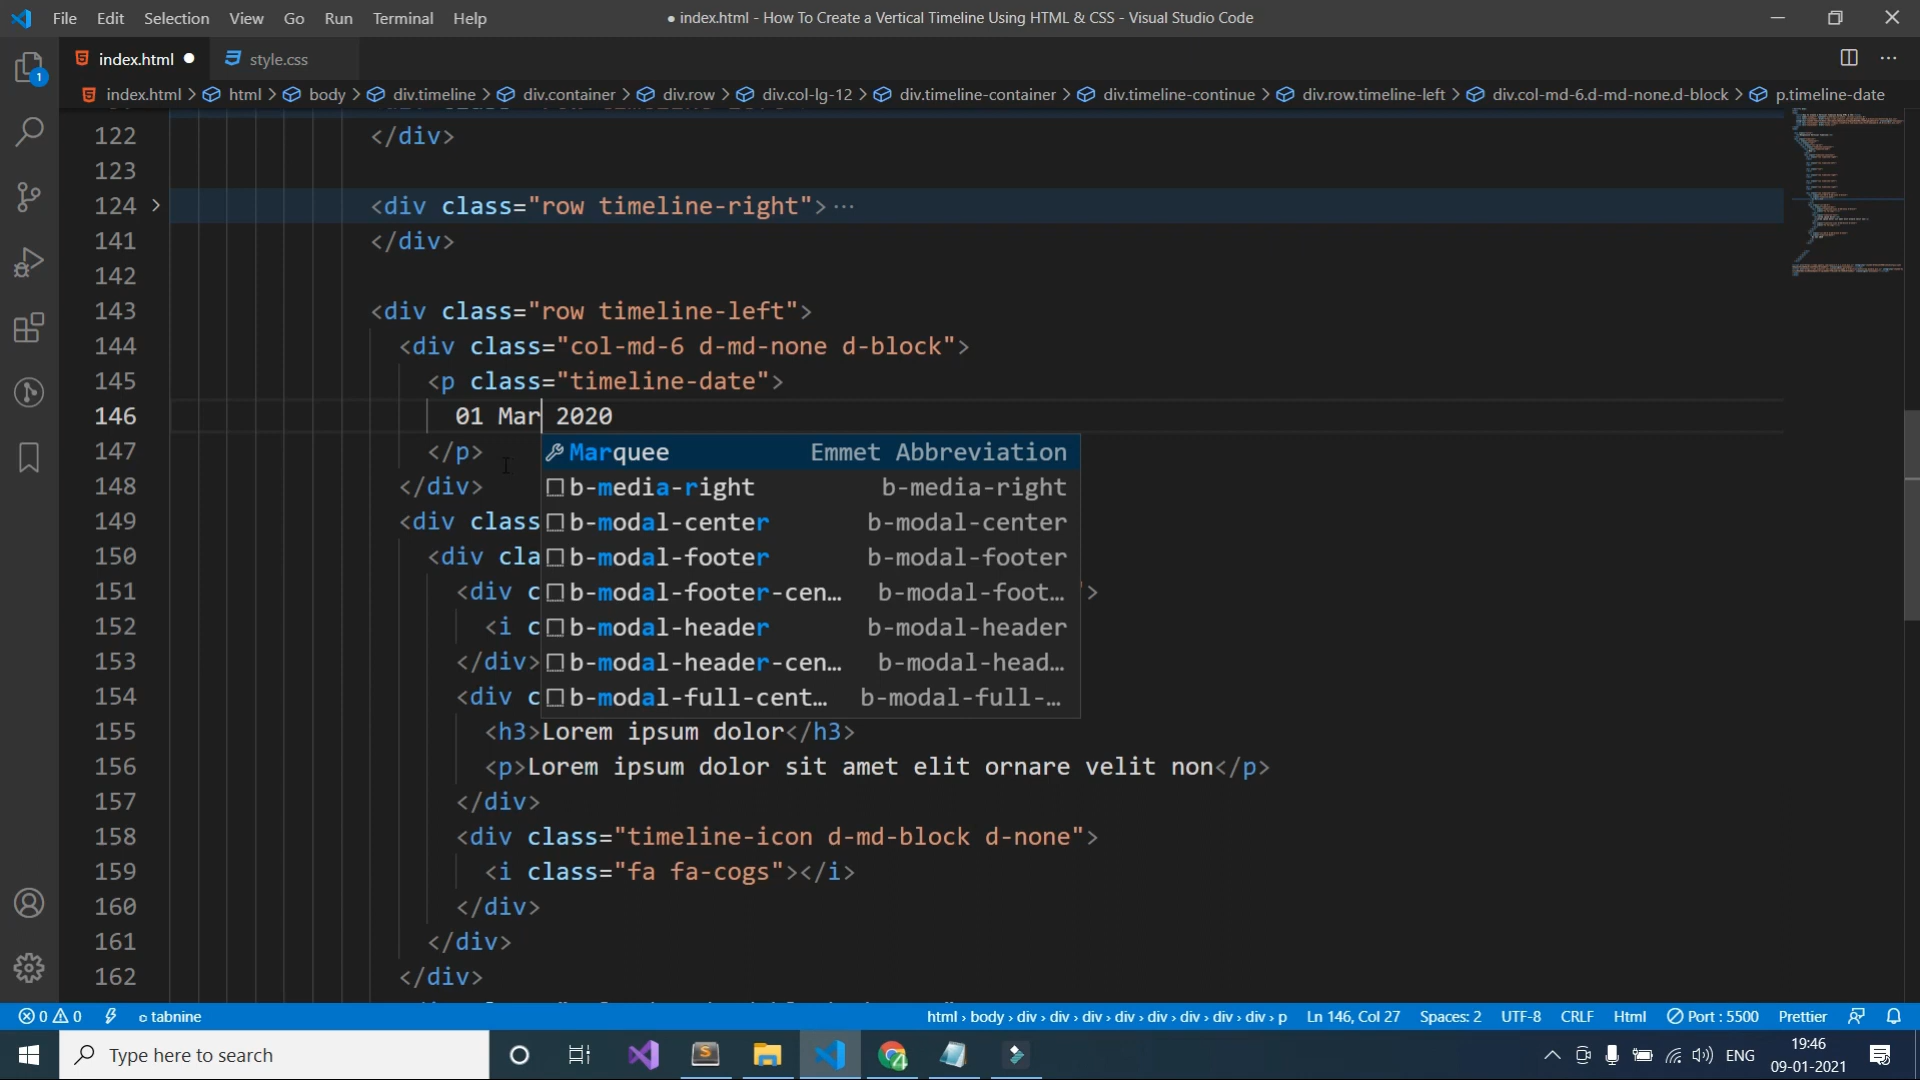 File Edit Selection View Go Run Terminal Help
● index.html - How To Create a Vertical Timeline Using HTML & CSS - Visual Studio Code
index.html ● style.css
index.html > html > body > div.timeline > div.container > div.row > div.col-lg-12 > div.timeline-container > div.timeline-continue > div.row.timeline-left > div.col-md-6.d-md-none.d-block > p.timeline-date
1
122 </div>
123
124 > <div class="row timeline-right"> ···
141 </div>
142
143 <div class="row timeline-left">
144 <div class="col-md-6 d-md-none d-block">
145 <p class="timeline-date">
146 01 Mar 2020
147 </p> Marquee Emmet Abbreviation
148 </div> b-media-right b-media-right
149 <div class b-modal-center b-modal-center
150 <div cla b-modal-footer b-modal-footer
151 <div c b-modal-footer-cen… b-modal-foot… >
152 <i c b-modal-header b-modal-header
153 </div> b-modal-header-cen… b-modal-head…
154 <div c b-modal-full-cent… b-modal-full-…
155 <h3>Lorem ipsum dolor</h3>
156 <p>Lorem ipsum dolor sit amet elit ornare velit non</p>
157 </div>
158 <div class="timeline-icon d-md-block d-none">
159 <i class="fa fa-cogs"></i>
160 </div>
161 </div>
162 </div>
0 0 tabnine html › body › div › div › div › div › div › div › div › div › p Ln 146, Col 27 Spaces: 2 UTF-8 CRLF Html Port : 5500 Prettier
Type here to search ENG 19:46
09-01-2021